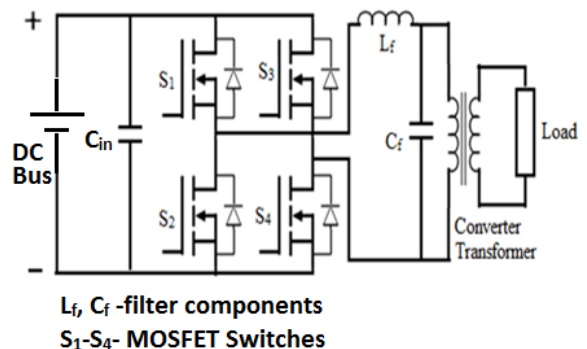 +
S1
S3
Lf
DC
Bus
Cin
Cf
Load
S2
S4
Converter
Transformer
−
Lf, Cf -filter components
S1-S4- MOSFET Switches